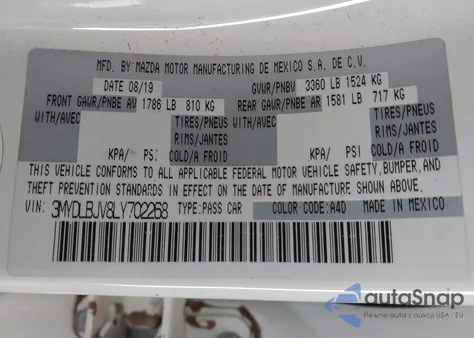 MFD. BY MAZDA MOTOR MANUFACTURING DE MEXICO S.A. DE C.V.
DATE 08/19 GVWR/PNBV 3360 LB 1524 KG
FRONT GAWR/PNBE AV 1786 LB 810 KG REAR GAWR/PNBE AR 1581 LB 717 KG
WITH/AVEC TIRES/PNEUS WITH/AVEC TIRES/PNEUS
RIMS/JANTES RIMS/JANTES
KPA/ PSI COLD/A FROID KPA/ PSI COLD/A FROID
THIS VEHICLE CONFORMS TO ALL APPLICABLE FEDERAL MOTOR VEHICLE SAFETY, BUMPER, AND
THEFT PREVENTION STANDARDS IN EFFECT ON THE DATE OF MANUFACTURE SHOWN ABOVE.
VIN: 3MYDLBJV8LY702268 TYPE:PASS CAR COLOR CODE:A4D MADE IN MEXICO
autoSnap
Pewne auto z aukcji USA i EU